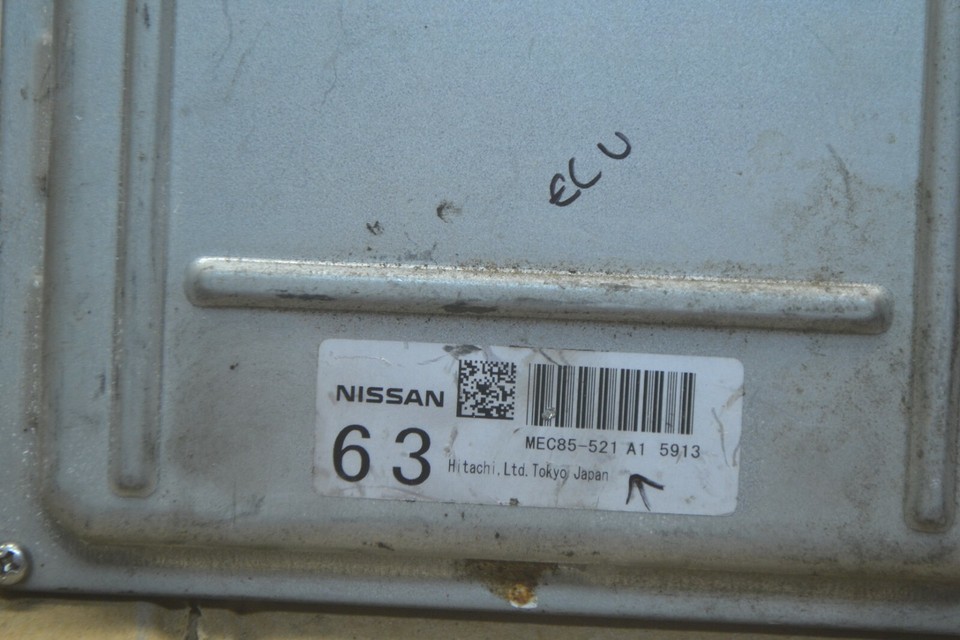 ECU
NISSAN
MEC85-521 A1 5913
63
Hitachi.Ltd.Tokyo Japan